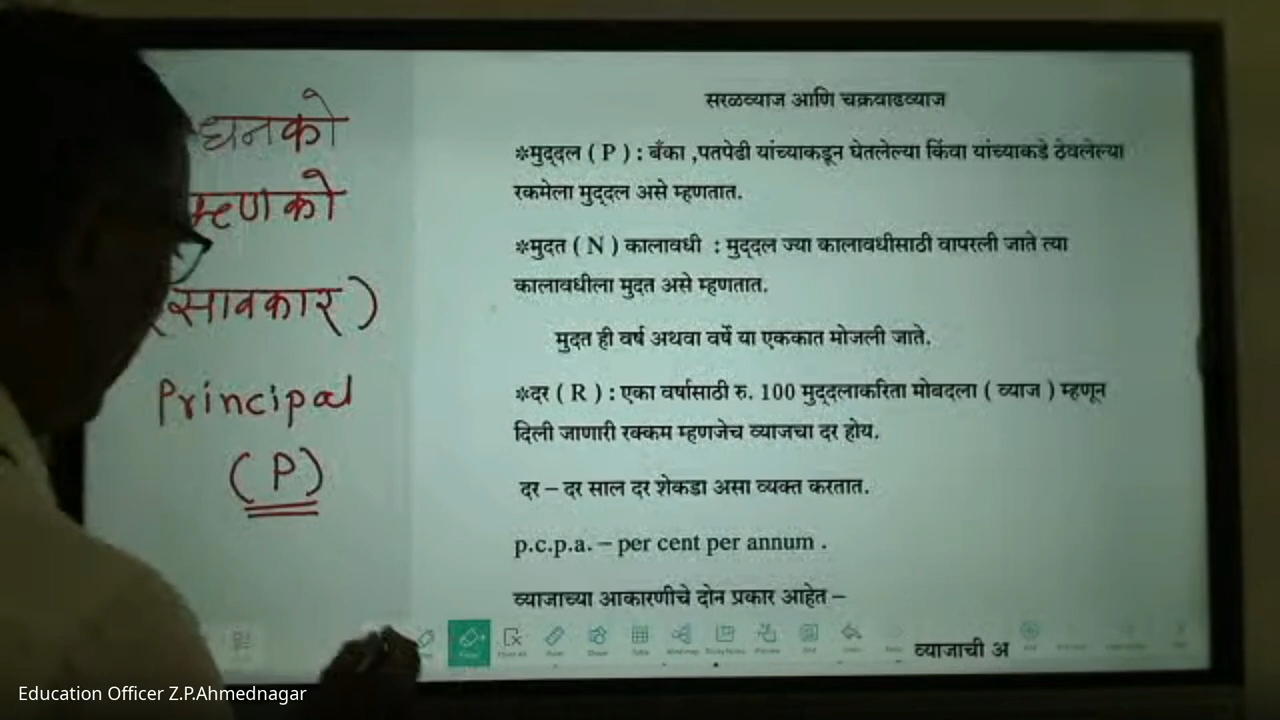 धनको
ऋणको
(सावकार)
Principal
(P)
सरळव्याज आणि चक्रवाढव्याज
*मुद्दल ( P ) : बँका ,पतपेढी यांच्याकडून घेतलेल्या किंवा यांच्याकडे ठेवलेल्या
रकमेला मुद्दल असे म्हणतात.
*मुदत ( N ) कालावधी : मुद्दल ज्या कालावधीसाठी वापरली जाते त्या
कालावधीला मुदत असे म्हणतात.
मुदत ही वर्ष अथवा वर्षे या एककात मोजली जाते.
*दर ( R ) : एका वर्षासाठी रु. 100 मुद्दलाकरिता मोबदला ( व्याज ) म्हणून
दिली जाणारी रक्कम म्हणजेच व्याजचा दर होय.
दर – दर साल दर शेकडा असा व्यक्त करतात.
p.c.p.a. – per cent per annum .
व्याजाच्या आकारणीचे दोन प्रकार आहेत –
व्याजाची अ
Education Officer Z.P.Ahmednagar